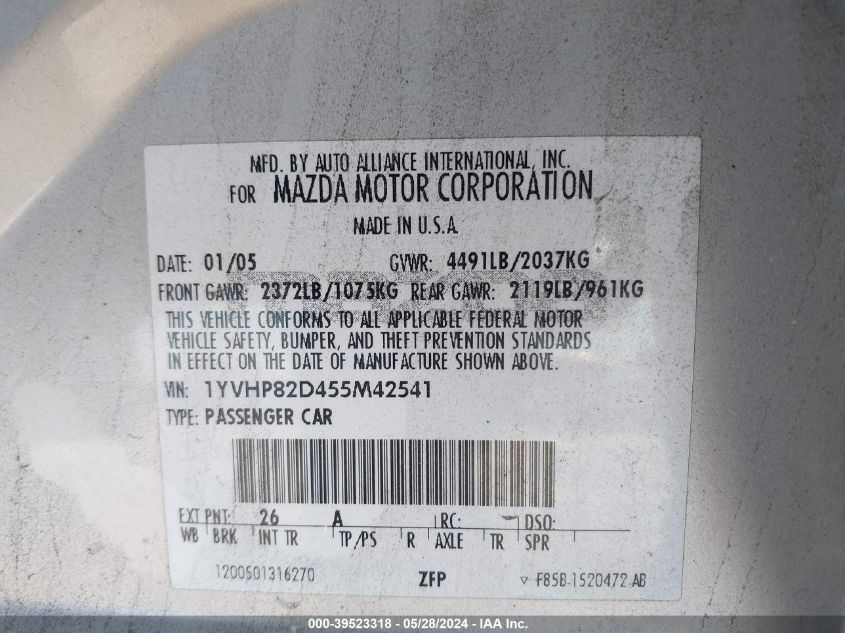 MFD. BY AUTO ALLIANCE INTERNATIONAL, INC.
FOR MAZDA MOTOR CORPORATION
MADE IN U.S.A
DATE: 01/05 GVWR: 4491LB/2037KG
FRONT GAWR: 2372LB/1075KG REAR GAWR: 2119LB/961KG
THIS VEHICLE CONFORMS TO ALL APPLICABLE FEDERAL MOTOR
VEHICLE SAFETY, BUMPER, AND THEFT PREVENTION STANDARDS
IN EFFECT ON THE DATE OF MANUFACTURE SHOWN ABOVE.
VIN: 1YVHP82D455M42541
TYPE: PASSENGER CAR
EXT PNT: 26 A RC: DSO:
WB BRK INT TR TP/PS R AXLE TR SPR
1200501316270 ZFP F85B-1520472-AB
000-39523318 - 05/28/2024 - IAA Inc.